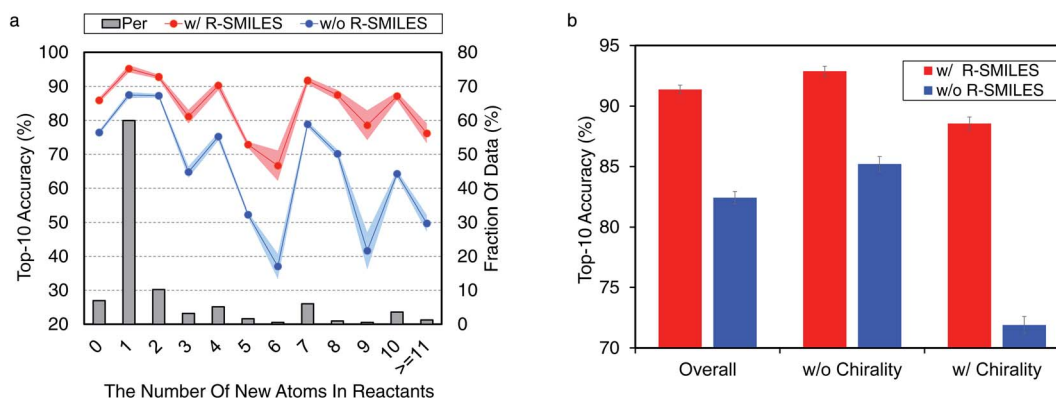 a
Per w/ R-SMILES w/o R-SMILES
Top-10 Accuracy (%)
100
90
80
70
60
50
40
30
20
Fraction Of Data (%)
80
70
60
50
40
30
20
10
0
0 1 2 3 4 5 6 7 8 9 10 >=11
The Number Of New Atoms In Reactants
b
Top-10 Accuracy (%)
95
90
85
80
75
70
w/ R-SMILES
w/o R-SMILES
Overall w/o Chirality w/ Chirality